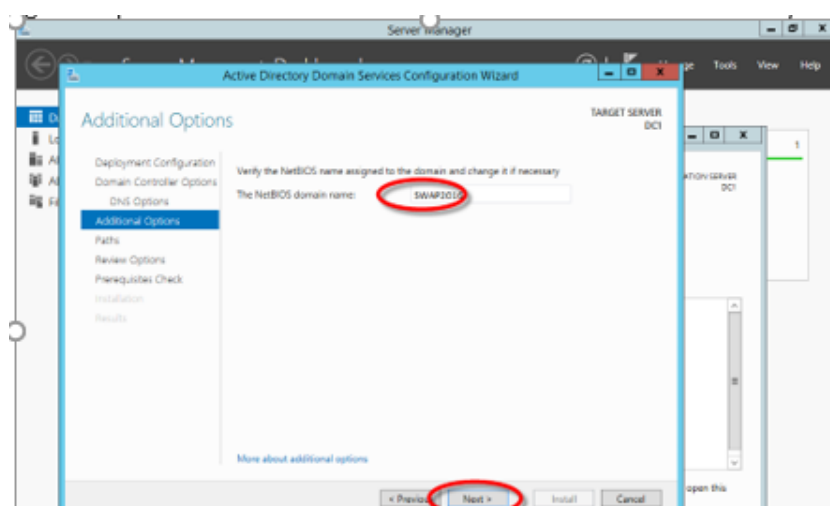 Server Manager
Tools View Help
Active Directory Domain Services Configuration Wizard
Additional Options
TARGET SERVER
DC1
Deployment Configuration
Domain Controller Options
DNS Options
Additional Options
Paths
Review Options
Prerequisites Check
Installation
Results
Verify the NetBIOS name assigned to the domain and change it if necessary
The NetBIOS domain name:
SWAP2016
More about additional options
< Previous Next > Install Cancel
1
SERVER
DC1
open this